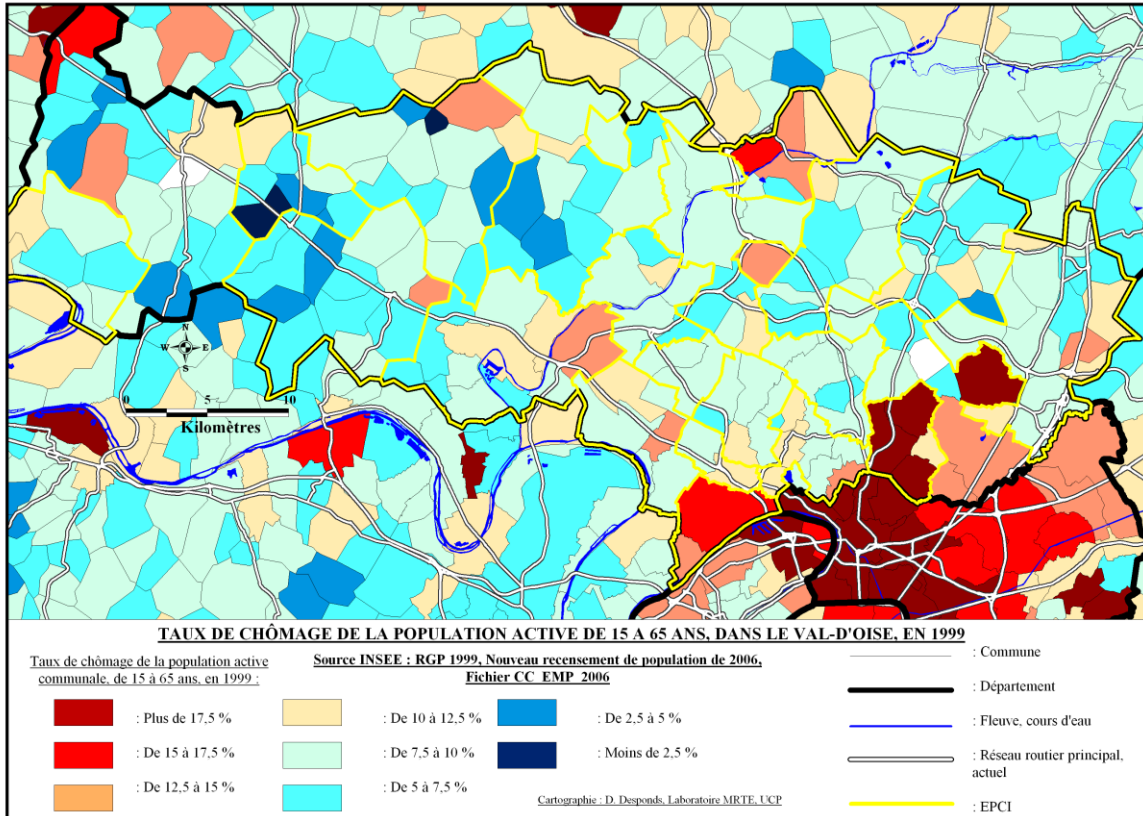 N
W E
S
0 5 10
Kilomètres
TAUX DE CHÔMAGE DE LA POPULATION ACTIVE DE 15 A 65 ANS, DANS LE VAL-D'OISE, EN 1999
Taux de chômage de la population active
communale, de 15 à 65 ans, en 1999 :
Source INSEE : RGP 1999, Nouveau recensement de population de 2006,
Fichier CC_EMP_2006
: Plus de 17,5 %
: De 15 à 17,5 %
: De 12,5 à 15 %
: De 10 à 12,5 %
: De 7,5 à 10 %
: De 5 à 7,5 %
: De 2,5 à 5 %
: Moins de 2,5 %
Cartographie : D. Desponds, Laboratoire MRTE, UCP
: Commune
: Département
: Fleuve, cours d'eau
: Réseau routier principal,
actuel
: EPCI